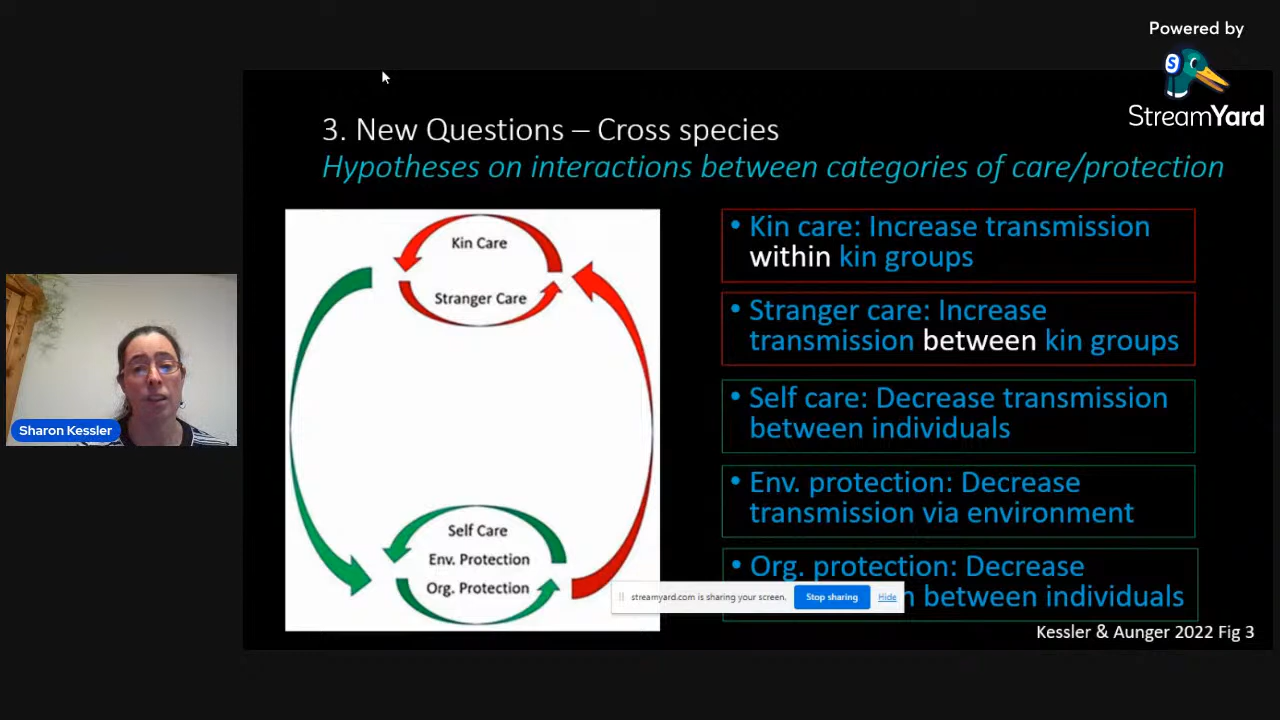 Powered by
StreamYard
3. New Questions – Cross species
Hypotheses on interactions between categories of care/protection
Kin Care
Stranger Care
Self Care
Env. Protection
Org. Protection
• Kin care: Increase transmission
within kin groups
• Stranger care: Increase
transmission between kin groups
• Self care: Decrease transmission
between individuals
• Env. protection: Decrease
transmission via environment
• Org. protection: Decrease
n between individuals
streamyard.com is sharing your screen.
Stop sharing
Hide
Kessler & Aunger 2022 Fig 3
Sharon Kessler